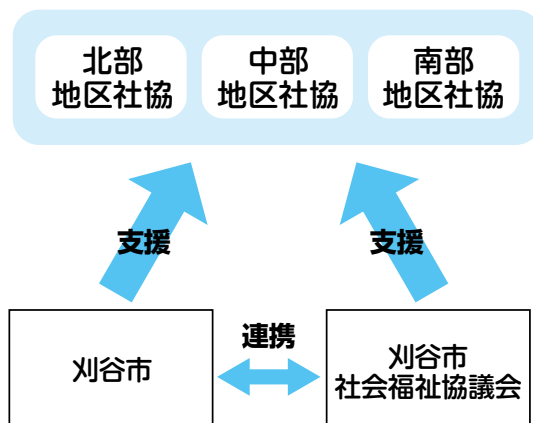 北部
地区社協
中部
地区社協
南部
地区社協
支援
支援
連携
刈谷市
刈谷市
社会福祉協議会